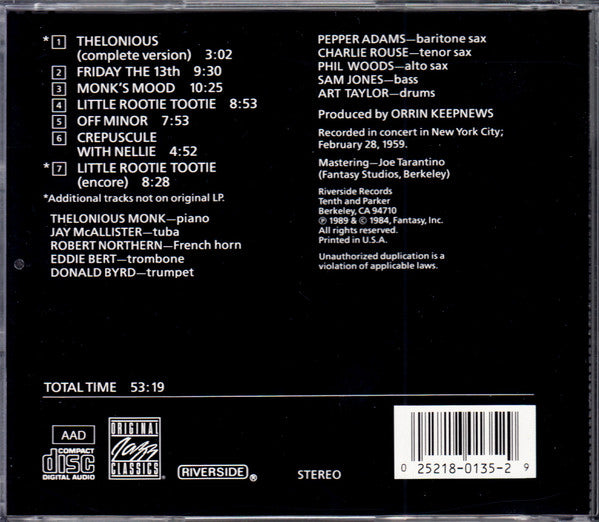 *1 THELONIOUS
(complete version) 3:02
2 FRIDAY THE 13th 9:30
3 MONK'S MOOD 10:25
4 LITTLE ROOTIE TOOTIE 8:53
5 OFF MINOR 7:53
6 CREPUSCULE
WITH NELLIE 4:52
*7 LITTLE ROOTIE TOOTIE
(encore) 8:28
*Additional tracks not on original LP.
THELONIOUS MONK—piano
JAY McALLISTER—tuba
ROBERT NORTHERN—French horn
EDDIE BERT—trombone
DONALD BYRD—trumpet
PEPPER ADAMS—baritone sax
CHARLIE ROUSE—tenor sax
PHIL WOODS—alto sax
SAM JONES—bass
ART TAYLOR—drums
Produced by ORRIN KEEPNEWS
Recorded in concert in New York City;
February 28, 1959.
Mastering—Joe Tarantino
(Fantasy Studios, Berkeley)
Riverside Records
Tenth and Parker
Berkeley, CA 94710
℗ 1989 & © 1984, Fantasy, Inc.
All rights reserved.
Printed in U.S.A.
Unauthorized duplication is a
violation of applicable laws.
TOTAL TIME 53:19
AAD
COMPACT
disc
DIGITAL AUDIO
ORIGINAL
Jazz
CLASSICS®
RIVERSIDE®
STEREO
0 25218-0135-2 9